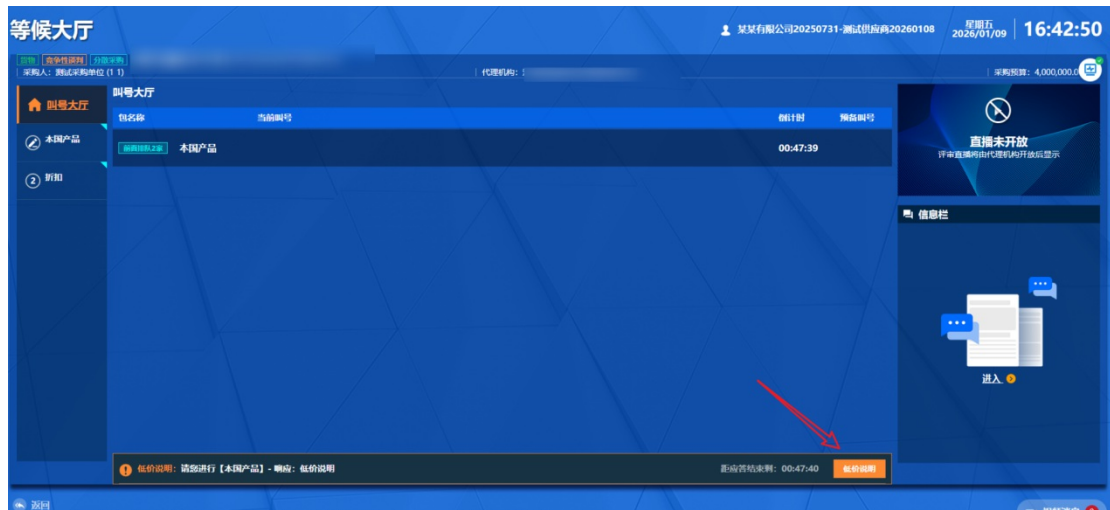 等候大厅
某某有限公司20250731-测试供应商20260108
星期五
2026/01/09
16:42:50
货物 竞争性谈判 分散采购
采购人：测试采购单位 (1 1)
代理机构：
采购预算：4,000,000.0
叫号大厅
叫号大厅
包名称 当前叫号 倒计时 预备叫号
前面排队2家 本国产品 00:47:39
本国产品
2 折扣
直播未开放
评审直播将由代理机构开放后显示
信息栏
进入
低价说明：请您进行【本国产品】- 响应：低价说明
距应答结束剩：00:47:40
低价说明
返回